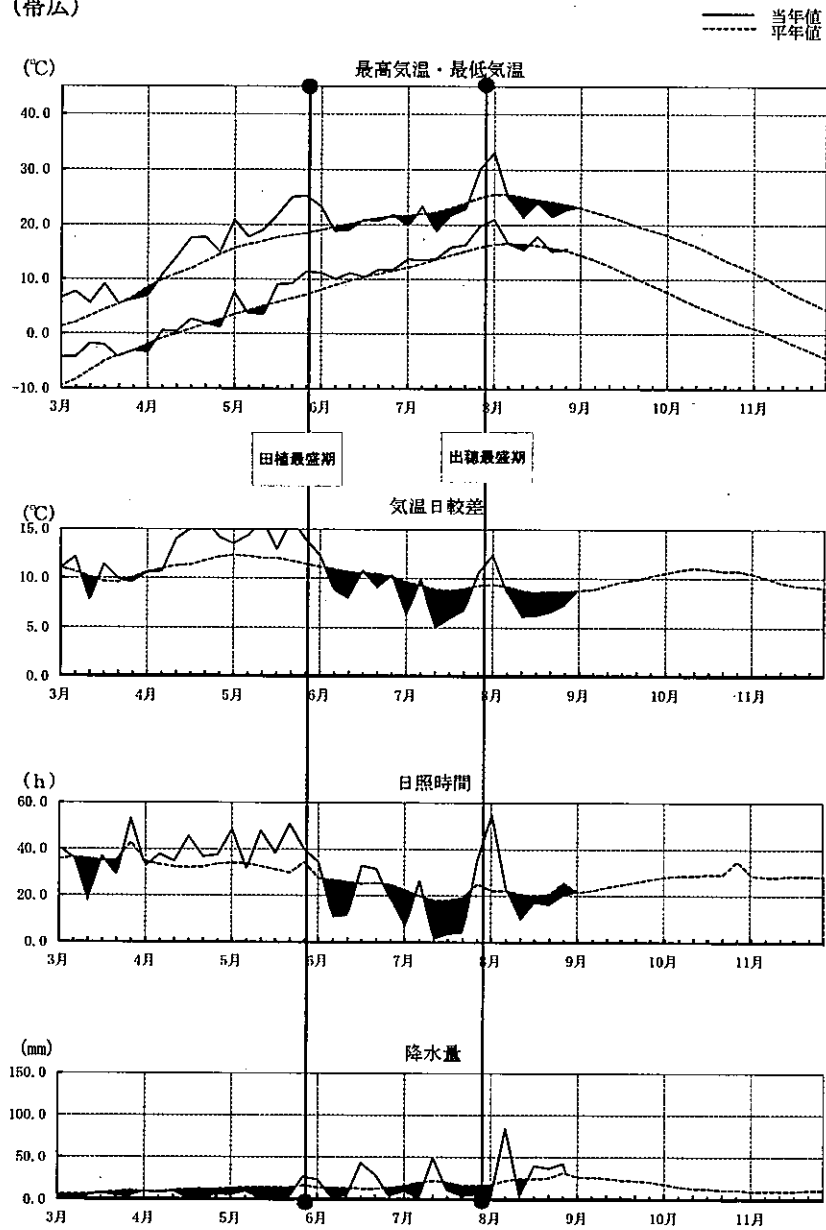 (帯広)
当年値
平年値
(℃)
最高気温・最低気温
40.0
30.0
20.0
10.0
0.0
-10.0
3月 4月 5月 6月 7月 8月 9月 10月 11月
田植最盛期 出穂最盛期
(℃)
気温日較差
15.0
10.0
5.0
0.0
3月 4月 5月 6月 7月 8月 9月 10月 11月
(h)
日照時間
60.0
40.0
20.0
0.0
3月 4月 5月 6月 7月 8月 9月 10月 11月
(mm)
降水量
150.0
100.0
50.0
0.0
3月 4月 5月 6月 7月 8月 9月 10月 11月